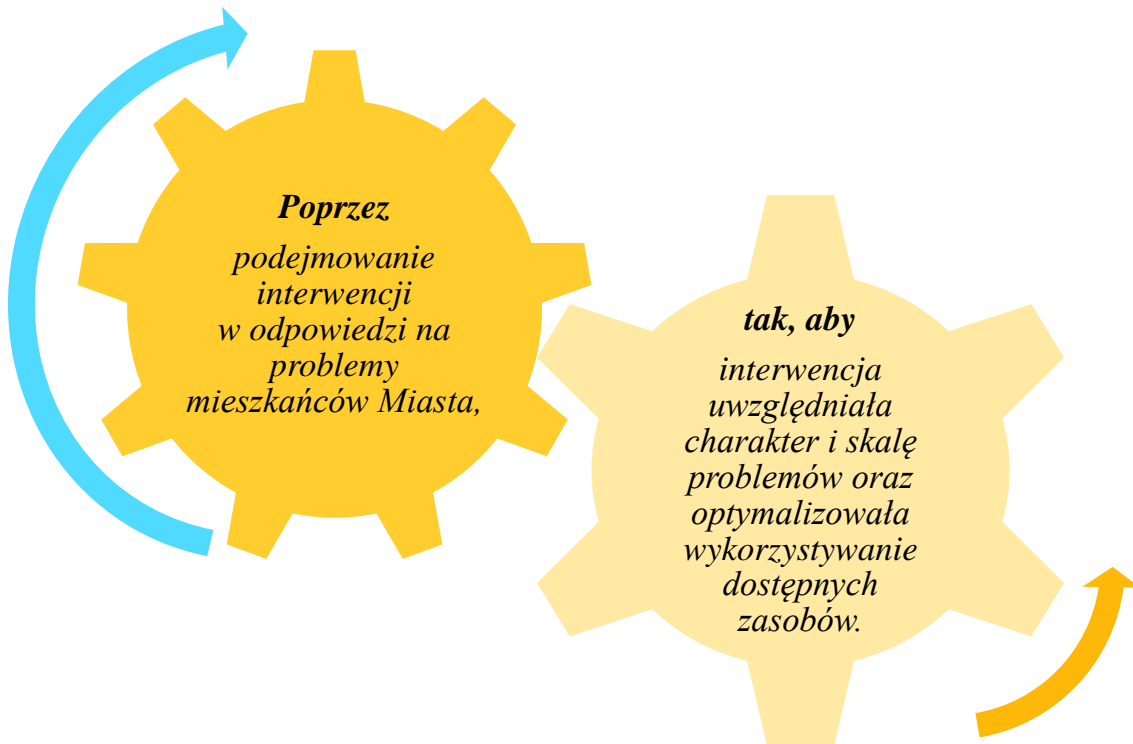 Poprzez
podejmowanie
interwencji
w odpowiedzi na
problemy
mieszkańców Miasta,
tak, aby
interwencja
uwzględniała
charakter i skalę
problemów oraz
optymalizowała
wykorzystywanie
dostępnych
zasobów.